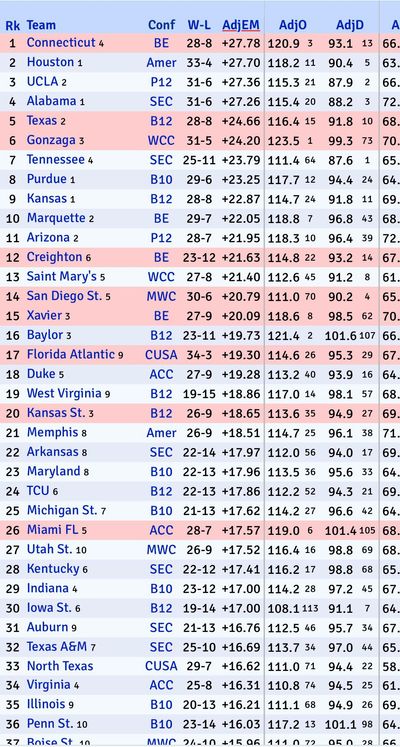 Rk Team Conf W-L AdjEM AdjO AdjD A
1 Connecticut 4 BE 28-8 +27.78 120.9 3 93.1 13 66.
2 Houston 1 Amer 33-4 +27.70 118.2 11 90.4 5 63.
3 UCLA 2 P12 31-6 +27.36 115.3 21 87.9 2 66.
4 Alabama 1 SEC 31-6 +27.26 115.4 20 88.2 3 72.
5 Texas 2 B12 28-8 +24.66 116.4 15 91.8 10 68.
6 Gonzaga 3 WCC 31-5 +24.20 123.5 1 99.3 73 70.
7 Tennessee 4 SEC 25-11 +23.79 111.4 64 87.6 1 65.
8 Purdue 1 B10 29-6 +23.25 117.7 12 94.4 24 64.
9 Kansas 1 B12 28-8 +22.87 114.7 24 91.8 11 69.
10 Marquette 2 BE 29-7 +22.05 118.8 7 96.8 43 68.
11 Arizona 2 P12 28-7 +21.95 118.3 10 96.4 39 72.
12 Creighton 6 BE 23-12 +21.63 114.8 22 93.2 14 67.
13 Saint Mary's 5 WCC 27-8 +21.40 112.6 45 91.2 8 61.
14 San Diego St. 5 MWC 30-6 +20.79 111.0 70 90.2 4 65.
15 Xavier 3 BE 27-9 +20.09 118.6 8 98.5 62 70.
16 Baylor 3 B12 23-11 +19.73 121.4 2 101.6 107 66.
17 Florida Atlantic 9 CUSA 34-3 +19.30 114.6 26 95.3 29 67.
18 Duke 5 ACC 27-9 +19.28 113.2 40 93.9 16 64.
19 West Virginia 9 B12 19-15 +18.86 117.0 14 98.1 57 68.
20 Kansas St. 3 B12 26-9 +18.65 113.6 35 94.9 27 69.
21 Memphis 8 Amer 26-9 +18.51 114.7 25 96.1 38 71.
22 Arkansas 8 SEC 22-14 +17.97 112.0 56 94.0 17 69.
23 Maryland 8 B10 22-13 +17.96 113.5 36 95.6 33 64.
24 TCU 6 B12 22-13 +17.86 112.2 52 94.3 21 69.
25 Michigan St. 7 B10 21-13 +17.62 114.2 27 96.6 42 64.
26 Miami FL 5 ACC 28-7 +17.57 119.0 6 101.4 105 68.
27 Utah St. 10 MWC 26-9 +17.52 116.4 16 98.8 69 68.
28 Kentucky 6 SEC 22-12 +17.41 116.2 17 98.8 68 65.
29 Indiana 4 B10 23-12 +17.00 114.2 28 97.2 45 67.
30 Iowa St. 6 B12 19-14 +17.00 108.1 113 91.1 7 64.
31 Auburn 9 SEC 21-13 +16.76 112.5 46 95.7 34 67.
32 Texas A&M 7 SEC 25-10 +16.69 113.7 34 97.0 44 65.
33 North Texas CUSA 29-7 +16.62 111.0 71 94.4 22 58.
34 Virginia 4 ACC 25-8 +16.31 110.8 74 94.5 25 61.
35 Illinois 9 B10 20-13 +16.21 111.1 68 94.9 26 69.
36 Penn St. 10 B10 23-14 +16.03 117.2 13 101.1 98 64.
37 Boise St. 10 MWC 24-10 +15.96 111.0 72 95.0 28 66.